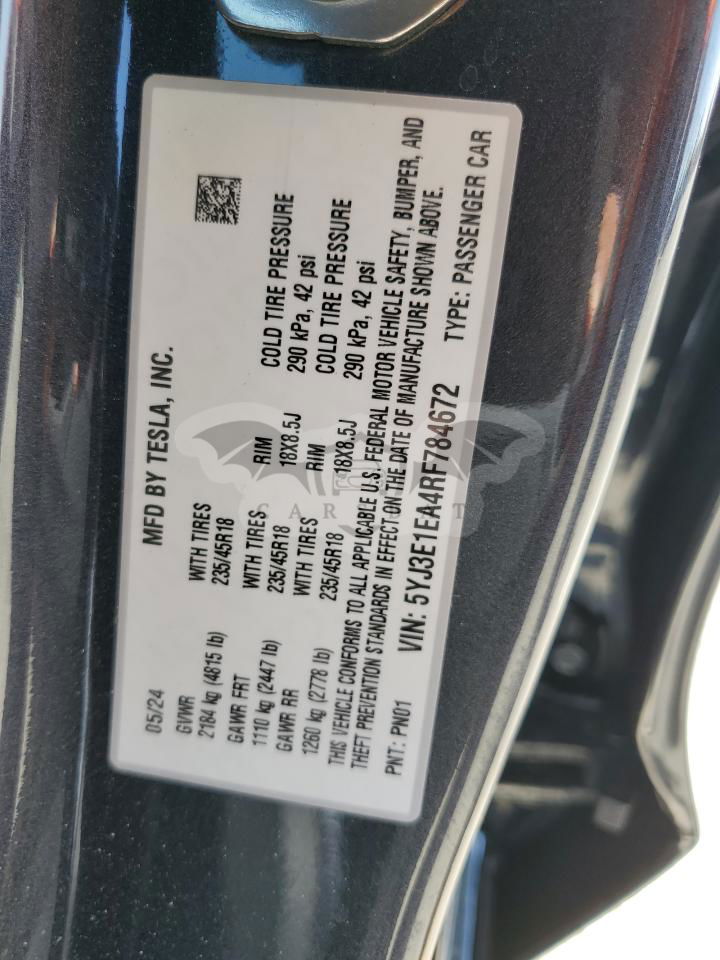 MFD BY TESLA, INC.
05/24
GVWR WITH TIRES RIM COLD TIRE PRESSURE
2184 kg (4815 lb) 235/45R18 18X8.5J 290 kPa, 42 psi
GAWR FRT WITH TIRES RIM COLD TIRE PRESSURE
1110 kg (2447 lb) 235/45R18 18X8.5J 290 kPa, 42 psi
GAWR RR WITH TIRES
1260 kg (2778 lb) 235/45R18
THIS VEHICLE CONFORMS TO ALL APPLICABLE U.S. FEDERAL MOTOR VEHICLE SAFETY, BUMPER, AND
THEFT PREVENTION STANDARDS IN EFFECT ON THE DATE OF MANUFACTURE SHOWN ABOVE.
PNT: PN01 VIN: 5YJ3E1EA4RF784672 TYPE: PASSENGER CAR